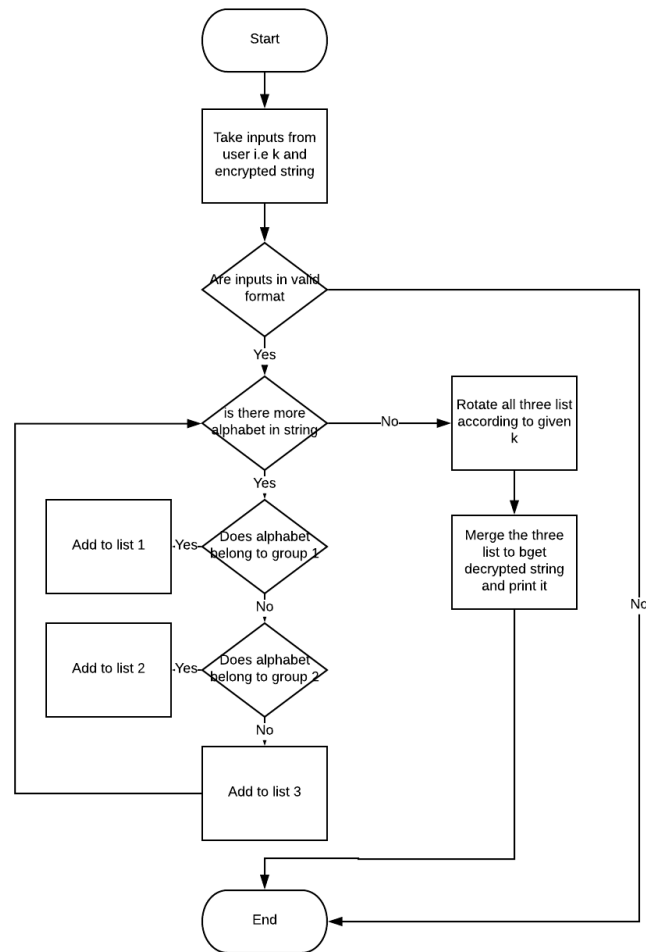 Start
Take inputs from
user i.e k and
encrypted string
Are inputs in valid
format
Yes
No
is there more
alphabet in string
No
Rotate all three list
according to given
k
Yes
Does alphabet
belong to group 1
Yes
Add to list 1
Merge the three
list to bget
decrypted string
and print it
No
Does alphabet
belong to group 2
Yes
Add to list 2
No
Add to list 3
End